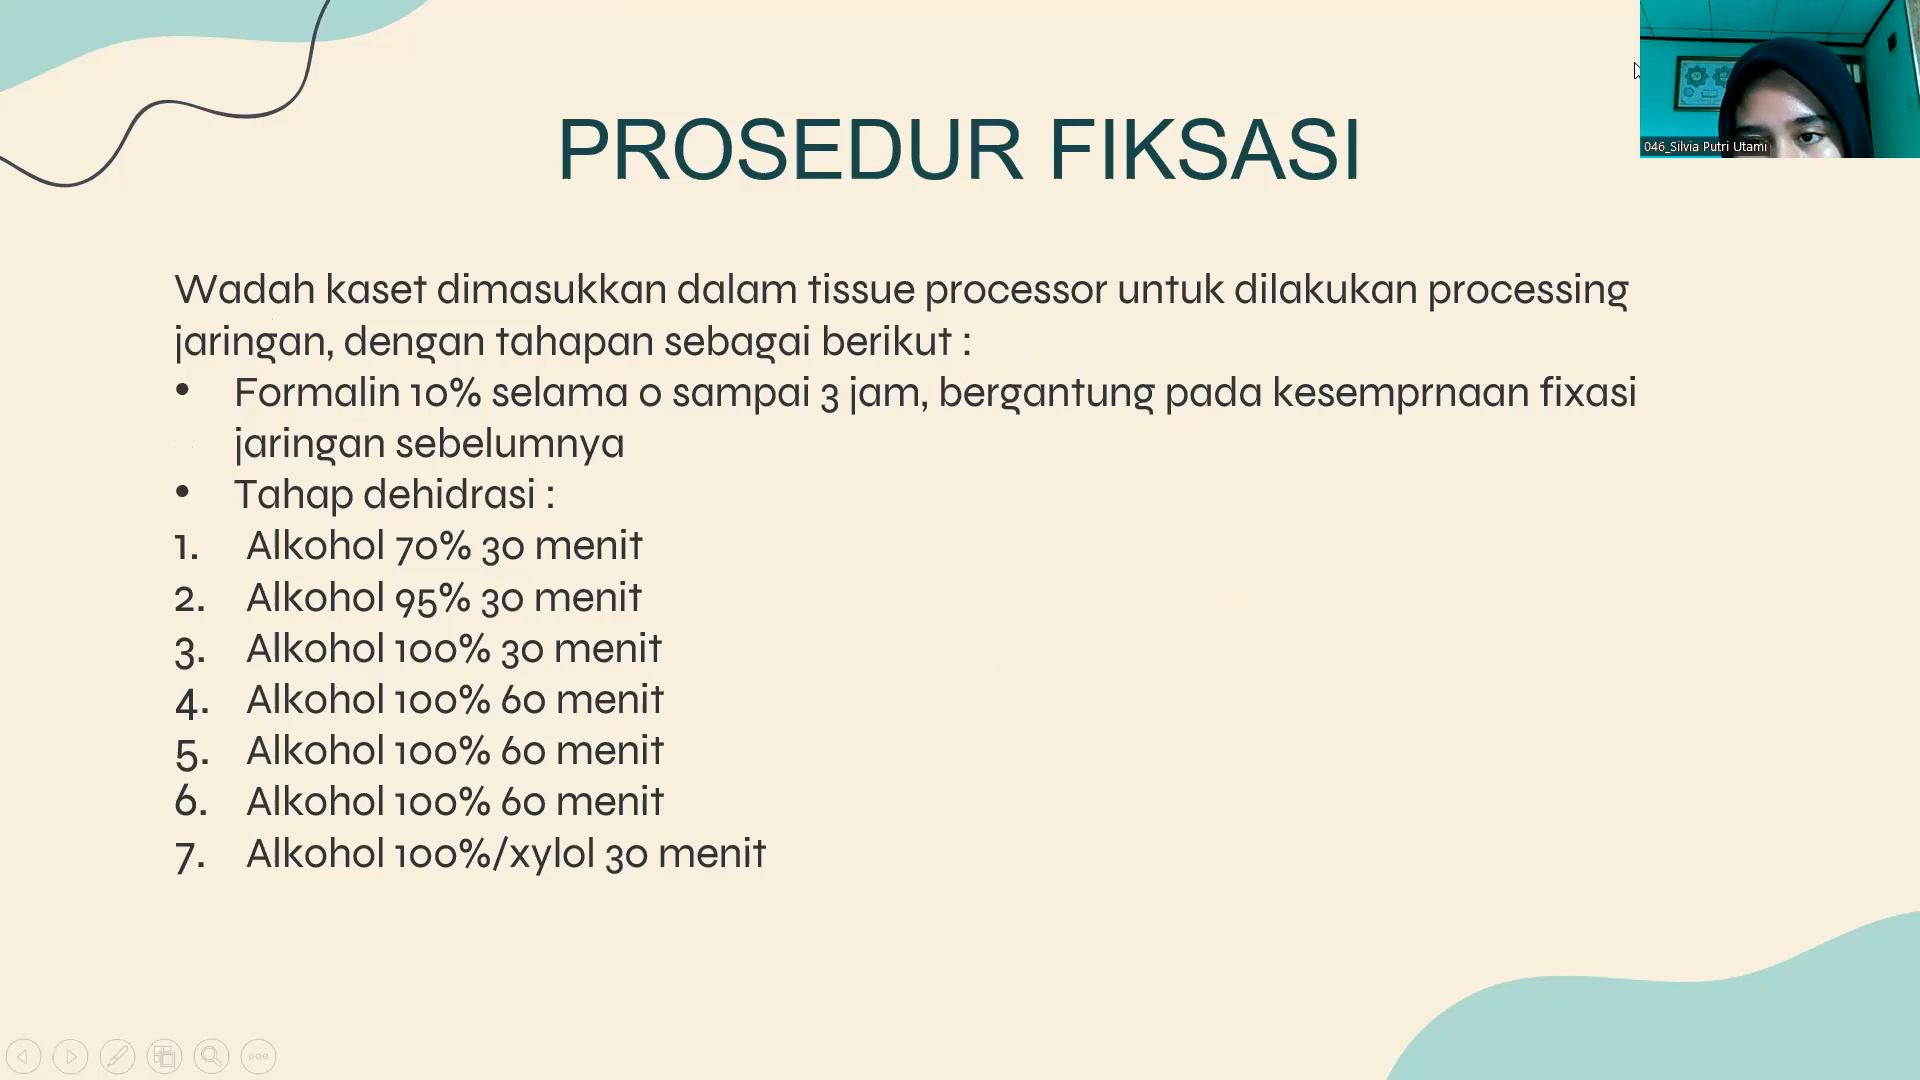 PROSEDUR FIKSASI
046_Silvia Putri Utami
Wadah kaset dimasukkan dalam tissue processor untuk dilakukan processing
jaringan, dengan tahapan sebagai berikut :
• Formalin 10% selama 0 sampai 3 jam, bergantung pada kesemprnaan fixasi
jaringan sebelumnya
• Tahap dehidrasi :
1. Alkohol 70% 30 menit
2. Alkohol 95% 30 menit
3. Alkohol 100% 30 menit
4. Alkohol 100% 60 menit
5. Alkohol 100% 60 menit
6. Alkohol 100% 60 menit
7. Alkohol 100%/xylol 30 menit